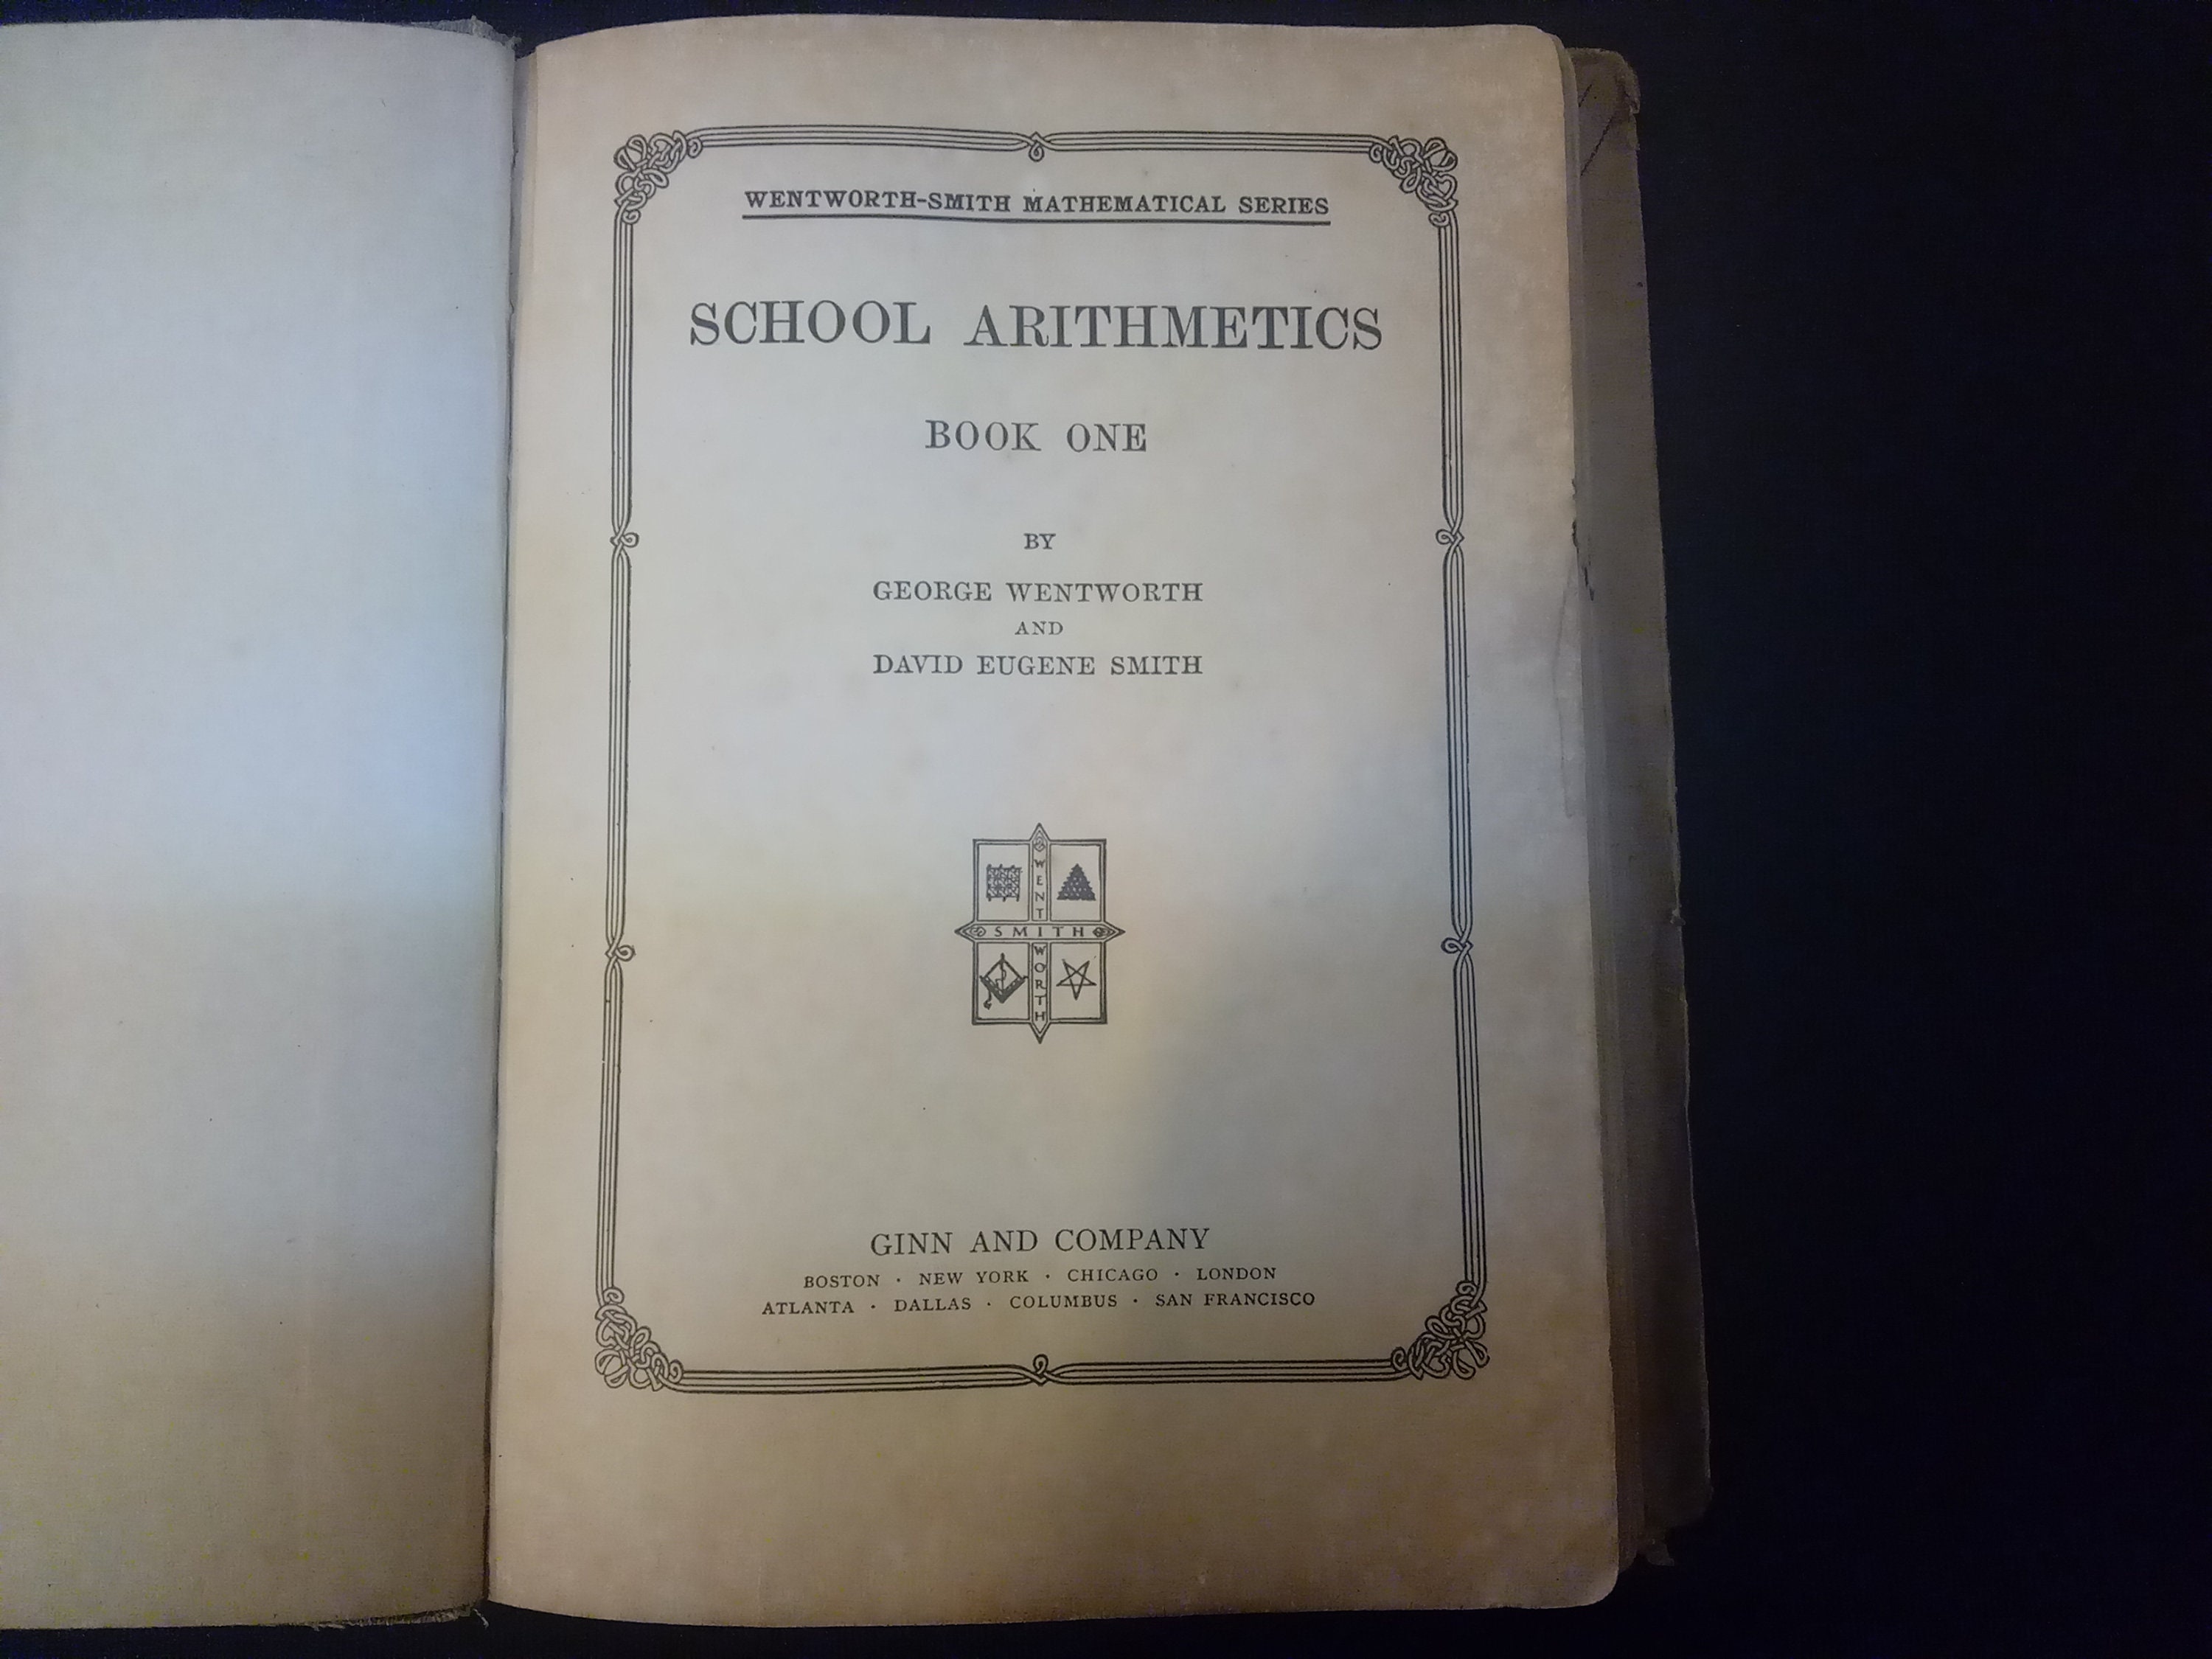 WENTWORTH-SMITH MATHEMATICAL SERIES
SCHOOL ARITHMETICS
BOOK ONE
BY
GEORGE WENTWORTH
AND
DAVID EUGENE SMITH
WENT
SMITH
WORTH
GINN AND COMPANY
BOSTON · NEW YORK · CHICAGO · LONDON
ATLANTA · DALLAS · COLUMBUS · SAN FRANCISCO